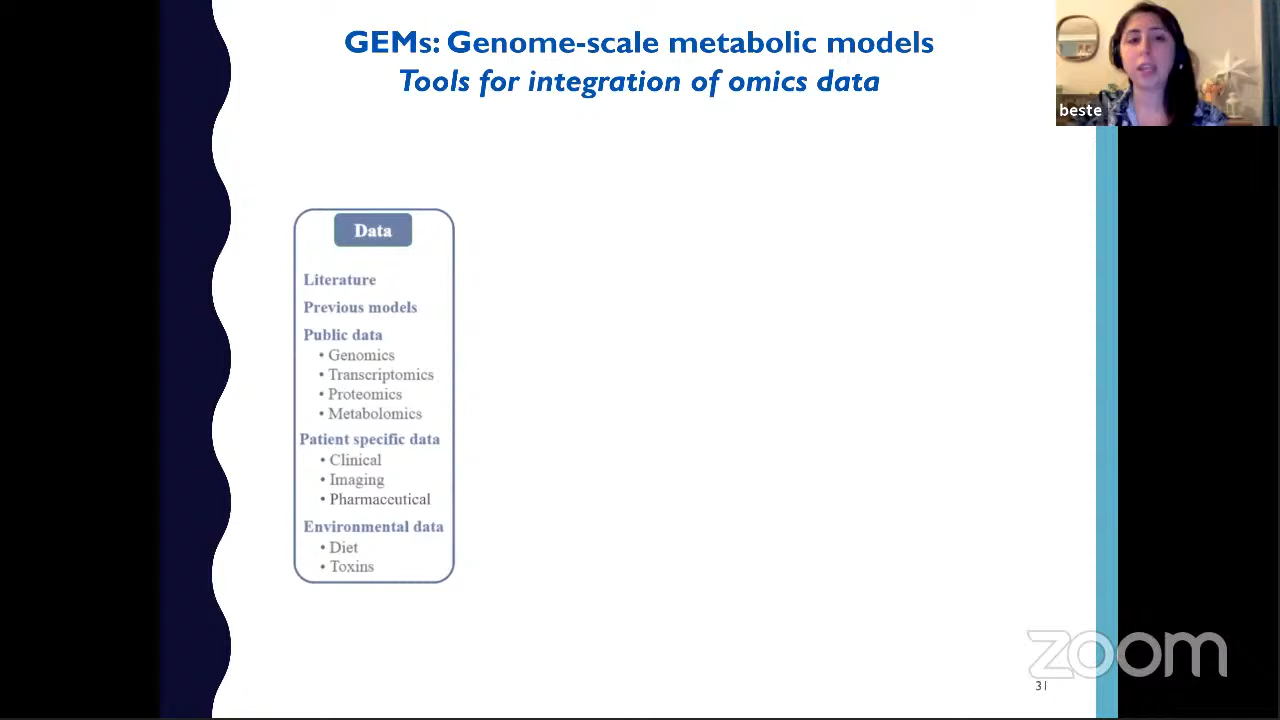 GEMs: Genome-scale metabolic models
Tools for integration of omics data
beste
Data
Literature
Previous models
Public data
• Genomics
• Transcriptomics
• Proteomics
• Metabolomics
Patient specific data
• Clinical
• Imaging
• Pharmaceutical
Environmental data
• Diet
• Toxins
zoom
31